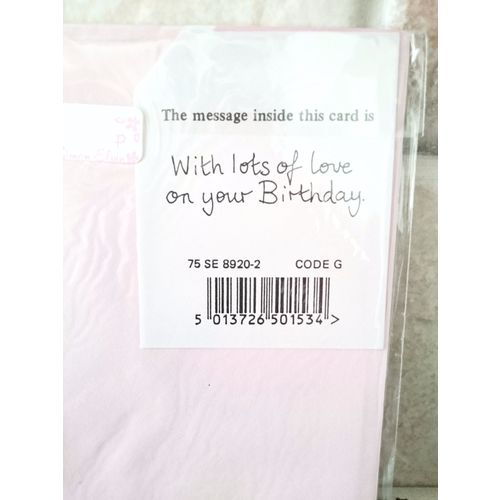 The message inside this card is
With lots of love
on your Birthday.
75 SE 8920-2 CODE G
5 013726 501534 >